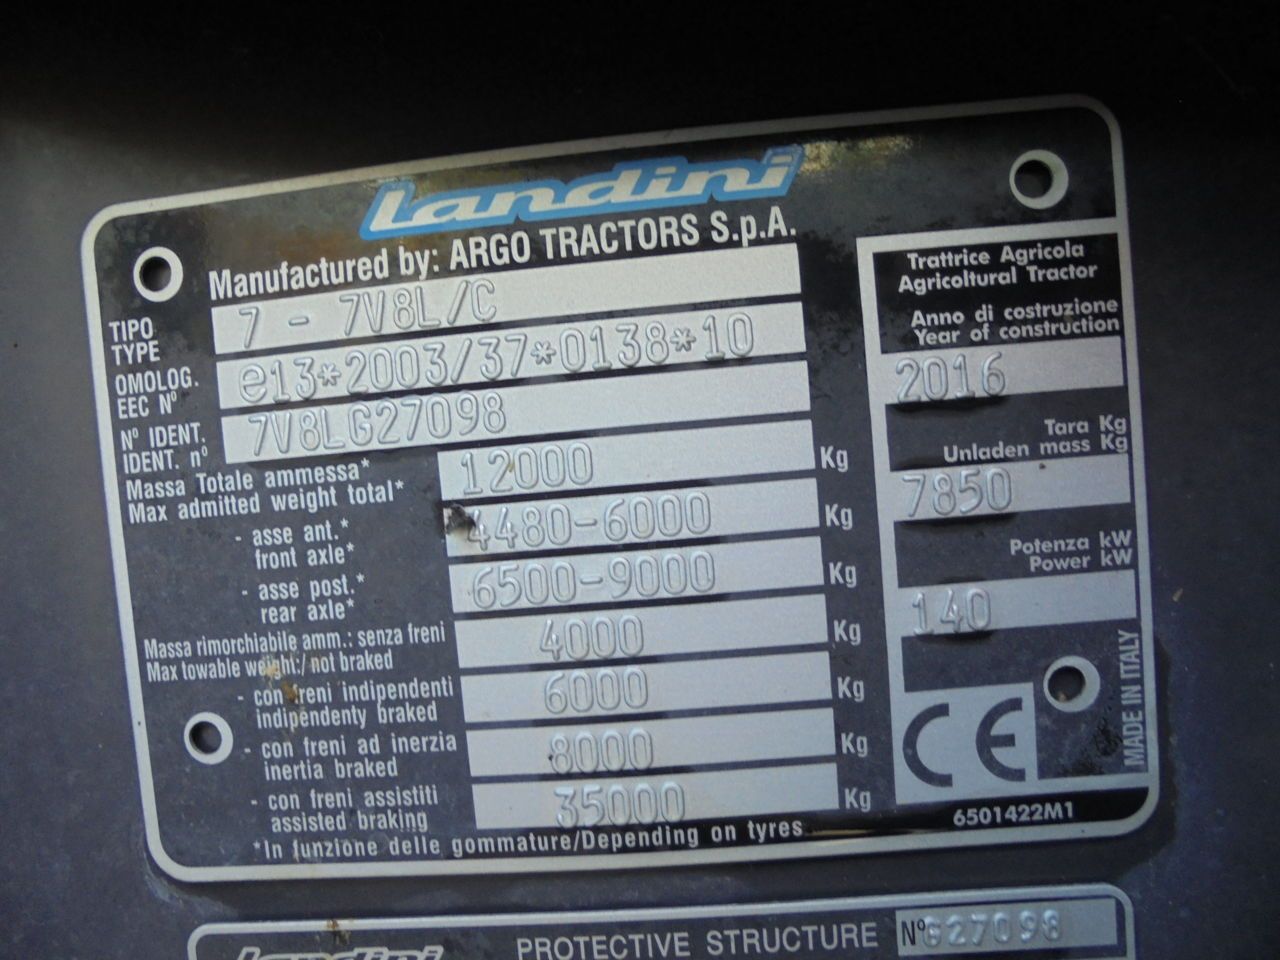 Landini
Manufactured by: ARGO TRACTORS S.p.A.
TIPO
TYPE
7 - 7V8L/C
OMOLOG.
EEC Nº
e13*2003/37*0138*10
Nº IDENT.
IDENT. nº
7V8LG27098
Massa Totale ammessa*
Max admitted weight total*
12000 Kg
- asse ant.*
front axle*
4480-6000 Kg
- asse post.*
rear axle*
6500-9000 Kg
Massa rimorchiabile amm.: senza freni
Max towable weight:/ not braked
4000 Kg
- con freni indipendenti
indipendenty braked
6000 Kg
- con freni ad inerzia
inertia braked
8000 Kg
- con freni assistiti
assisted braking
35000 Kg
*In funzione delle gommature/Depending on tyres
Trattrice Agricola
Agricoltural Tractor
Anno di costruzione
Year of construction
2016
Tara Kg
Unladen mass Kg
7850
Potenza kW
Power kW
140
CE
MADE IN ITALY
6501422M1
Landini
PROTECTIVE STRUCTURE Nº G27098